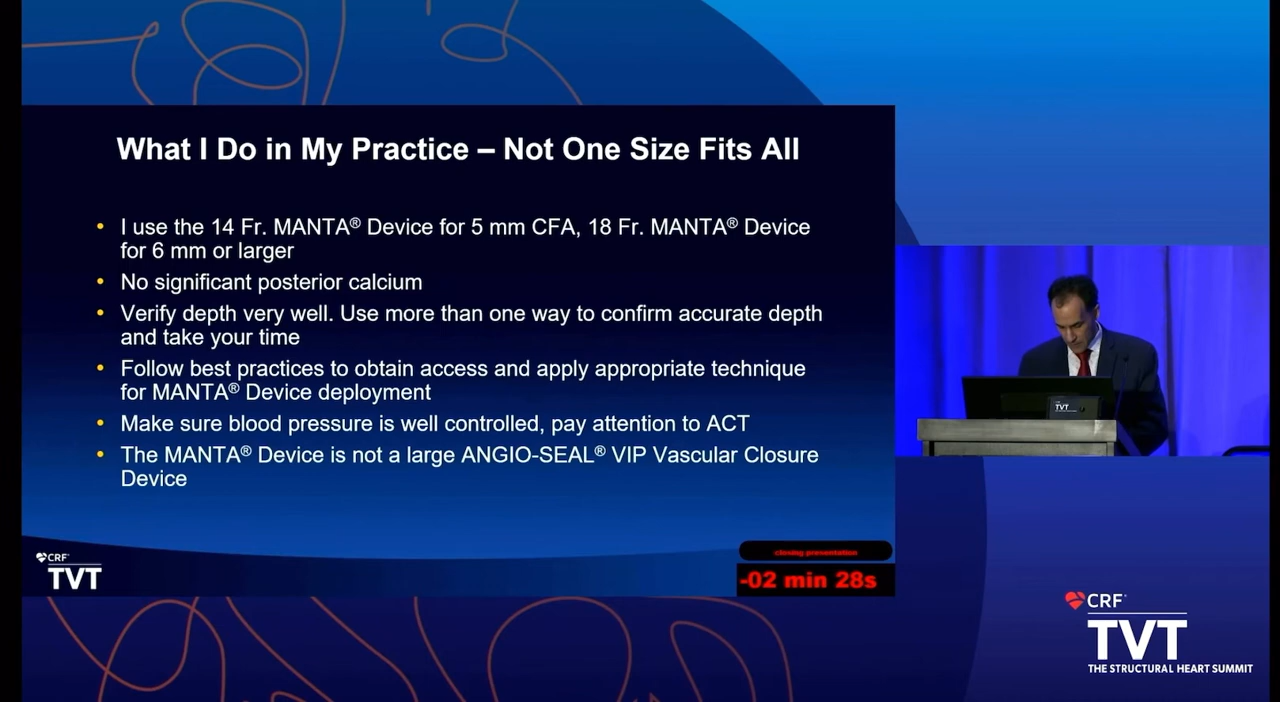 What I Do in My Practice – Not One Size Fits All
• I use the 14 Fr. MANTA® Device for 5 mm CFA, 18 Fr. MANTA® Device
for 6 mm or larger
• No significant posterior calcium
• Verify depth very well. Use more than one way to confirm accurate depth
and take your time
• Follow best practices to obtain access and apply appropriate technique
for MANTA® Device deployment
• Make sure blood pressure is well controlled, pay attention to ACT
• The MANTA® Device is not a large ANGIO-SEAL® VIP Vascular Closure
Device
CRF®
TVT
closing presentation
-02 min 28s
TVT
CRF®
TVT
THE STRUCTURAL HEART SUMMIT